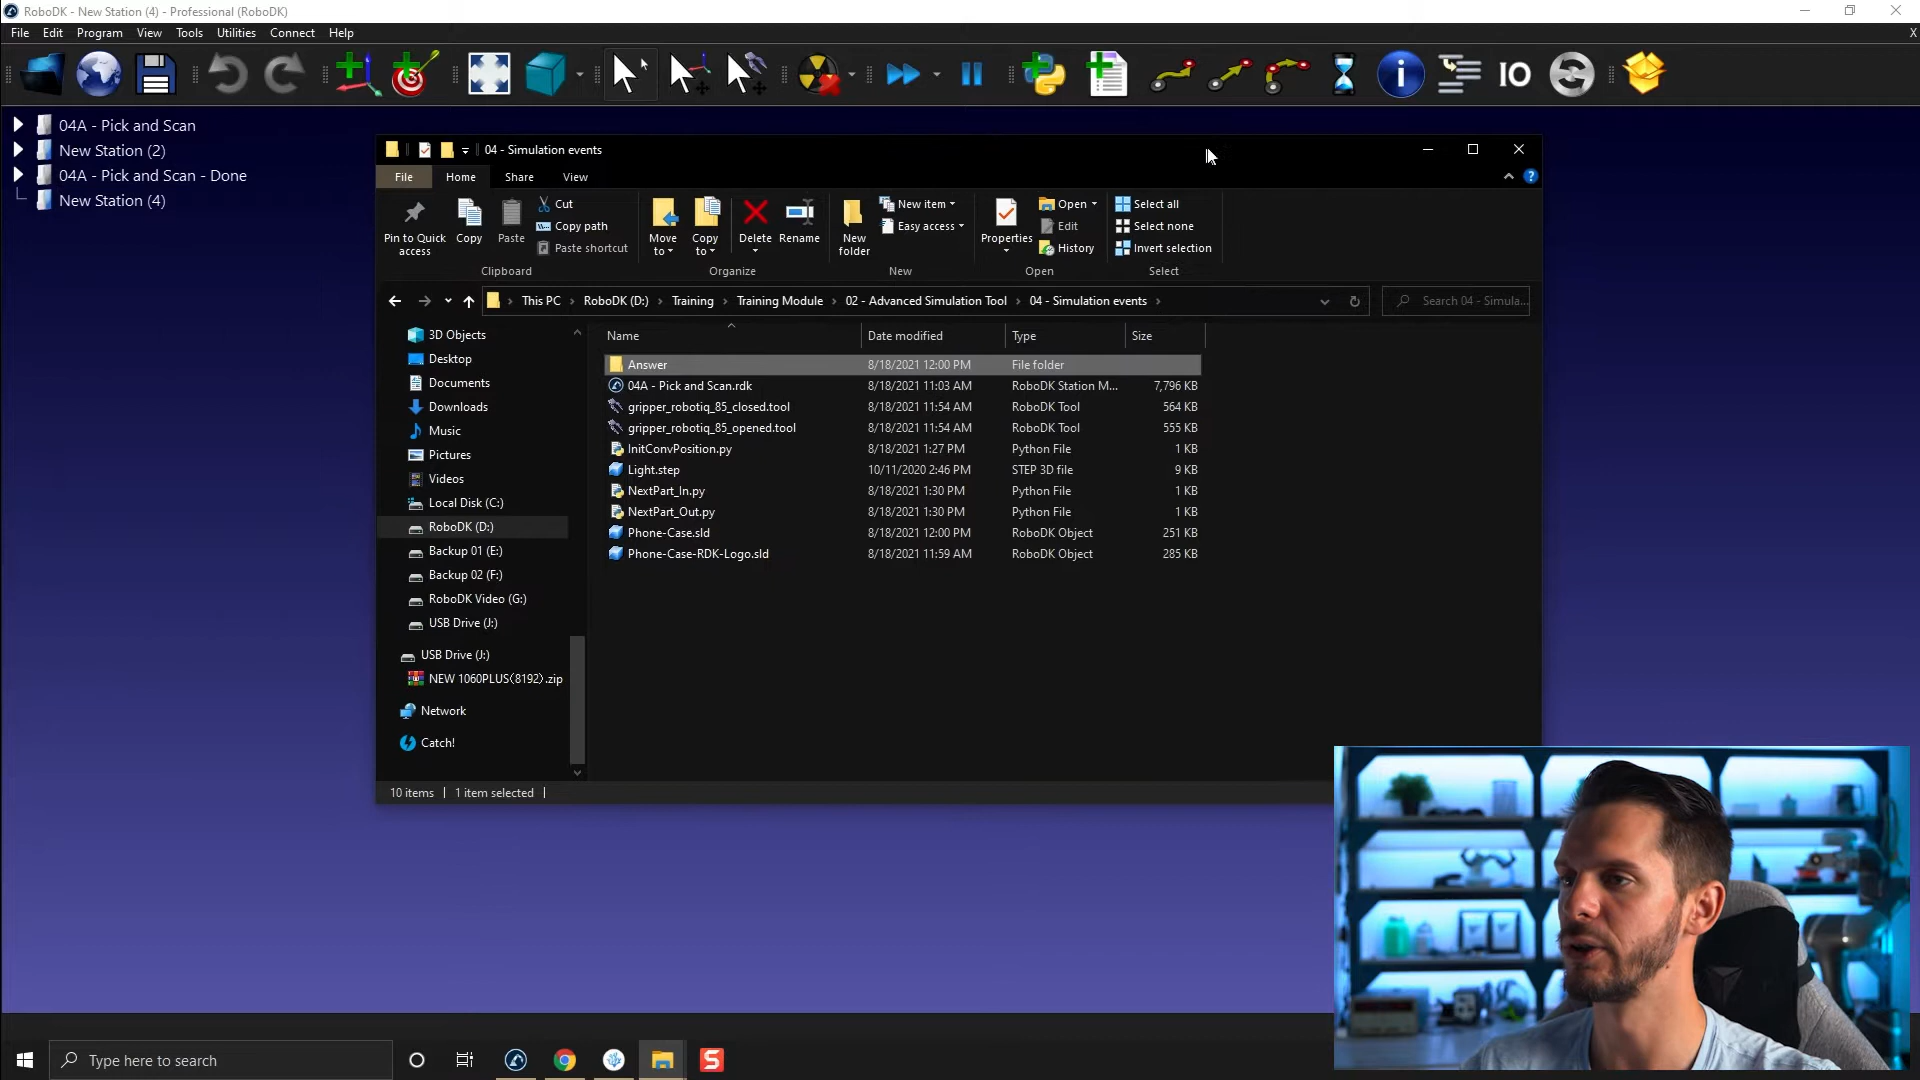 RoboDK - New Station (4) - Professional (RoboDK)
File Edit Program View Tools Utilities Connect Help X
IO
04A - Pick and Scan
New Station (2)
04A - Pick and Scan - Done
New Station (4)
04 - Simulation events
File Home Share View
Pin to Quick access
Copy
Paste
Cut
Copy path
Paste shortcut
Clipboard
Move to
Copy to
Delete
Rename
Organize
New folder
New item
Easy access
New
Properties
Open
Edit
History
Open
Select all
Select none
Invert selection
Select
This PC RoboDK (D:) Training Training Module 02 - Advanced Simulation Tool 04 - Simulation events
Search 04 - Simula...
3D Objects
Desktop
Documents
Downloads
Music
Pictures
Videos
Local Disk (C:)
RoboDK (D:)
Backup 01 (E:)
Backup 02 (F:)
RoboDK Video (G:)
USB Drive (J:)
USB Drive (J:)
NEW 1060PLUS(8192).zip
Network
Catch!
Name Date modified Type Size
Answer 8/18/2021 12:00 PM File folder
04A - Pick and Scan.rdk 8/18/2021 11:03 AM RoboDK Station M... 7,796 KB
gripper_robotiq_85_closed.tool 8/18/2021 11:54 AM RoboDK Tool 564 KB
gripper_robotiq_85_opened.tool 8/18/2021 11:54 AM RoboDK Tool 555 KB
InitConvPosition.py 8/18/2021 1:27 PM Python File 1 KB
Light.step 10/11/2020 2:46 PM STEP 3D file 9 KB
NextPart_In.py 8/18/2021 1:30 PM Python File 1 KB
NextPart_Out.py 8/18/2021 1:30 PM Python File 1 KB
Phone-Case.sld 8/18/2021 12:00 PM RoboDK Object 251 KB
Phone-Case-RDK-Logo.sld 8/18/2021 11:59 AM RoboDK Object 285 KB
10 items 1 item selected
Type here to search